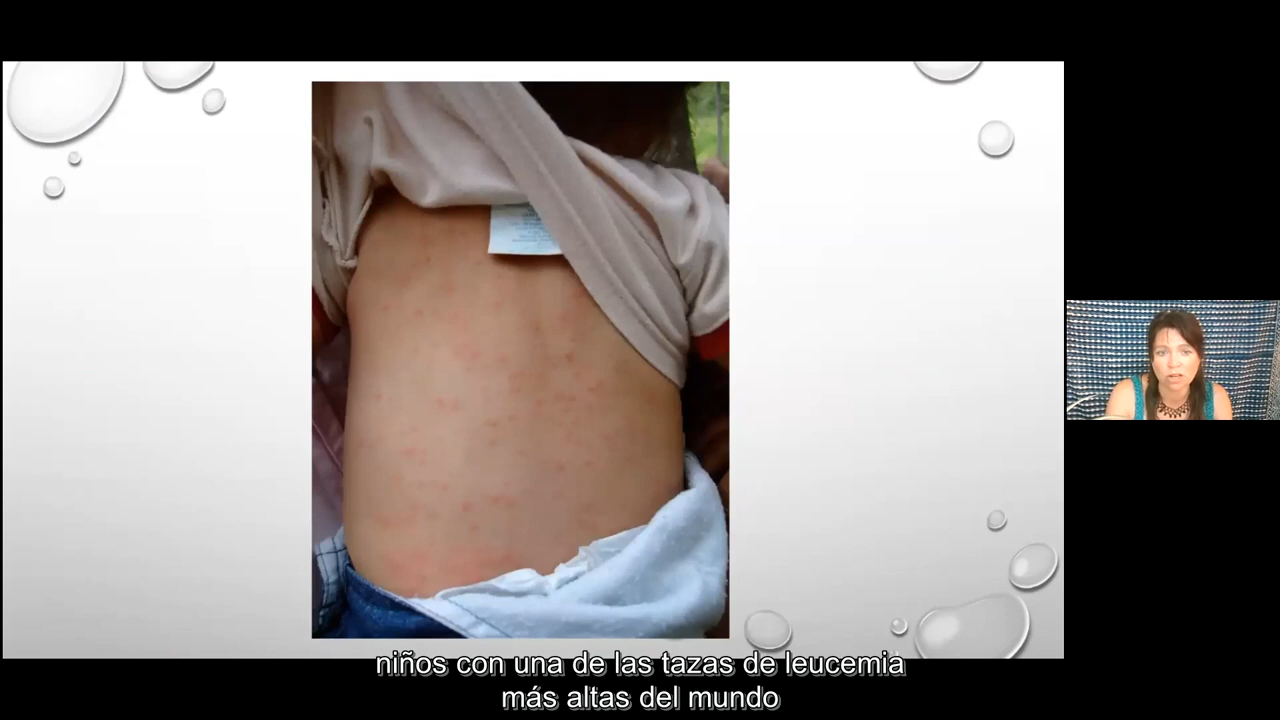 niños con una de las tazas de leucemia
más altas del mundo